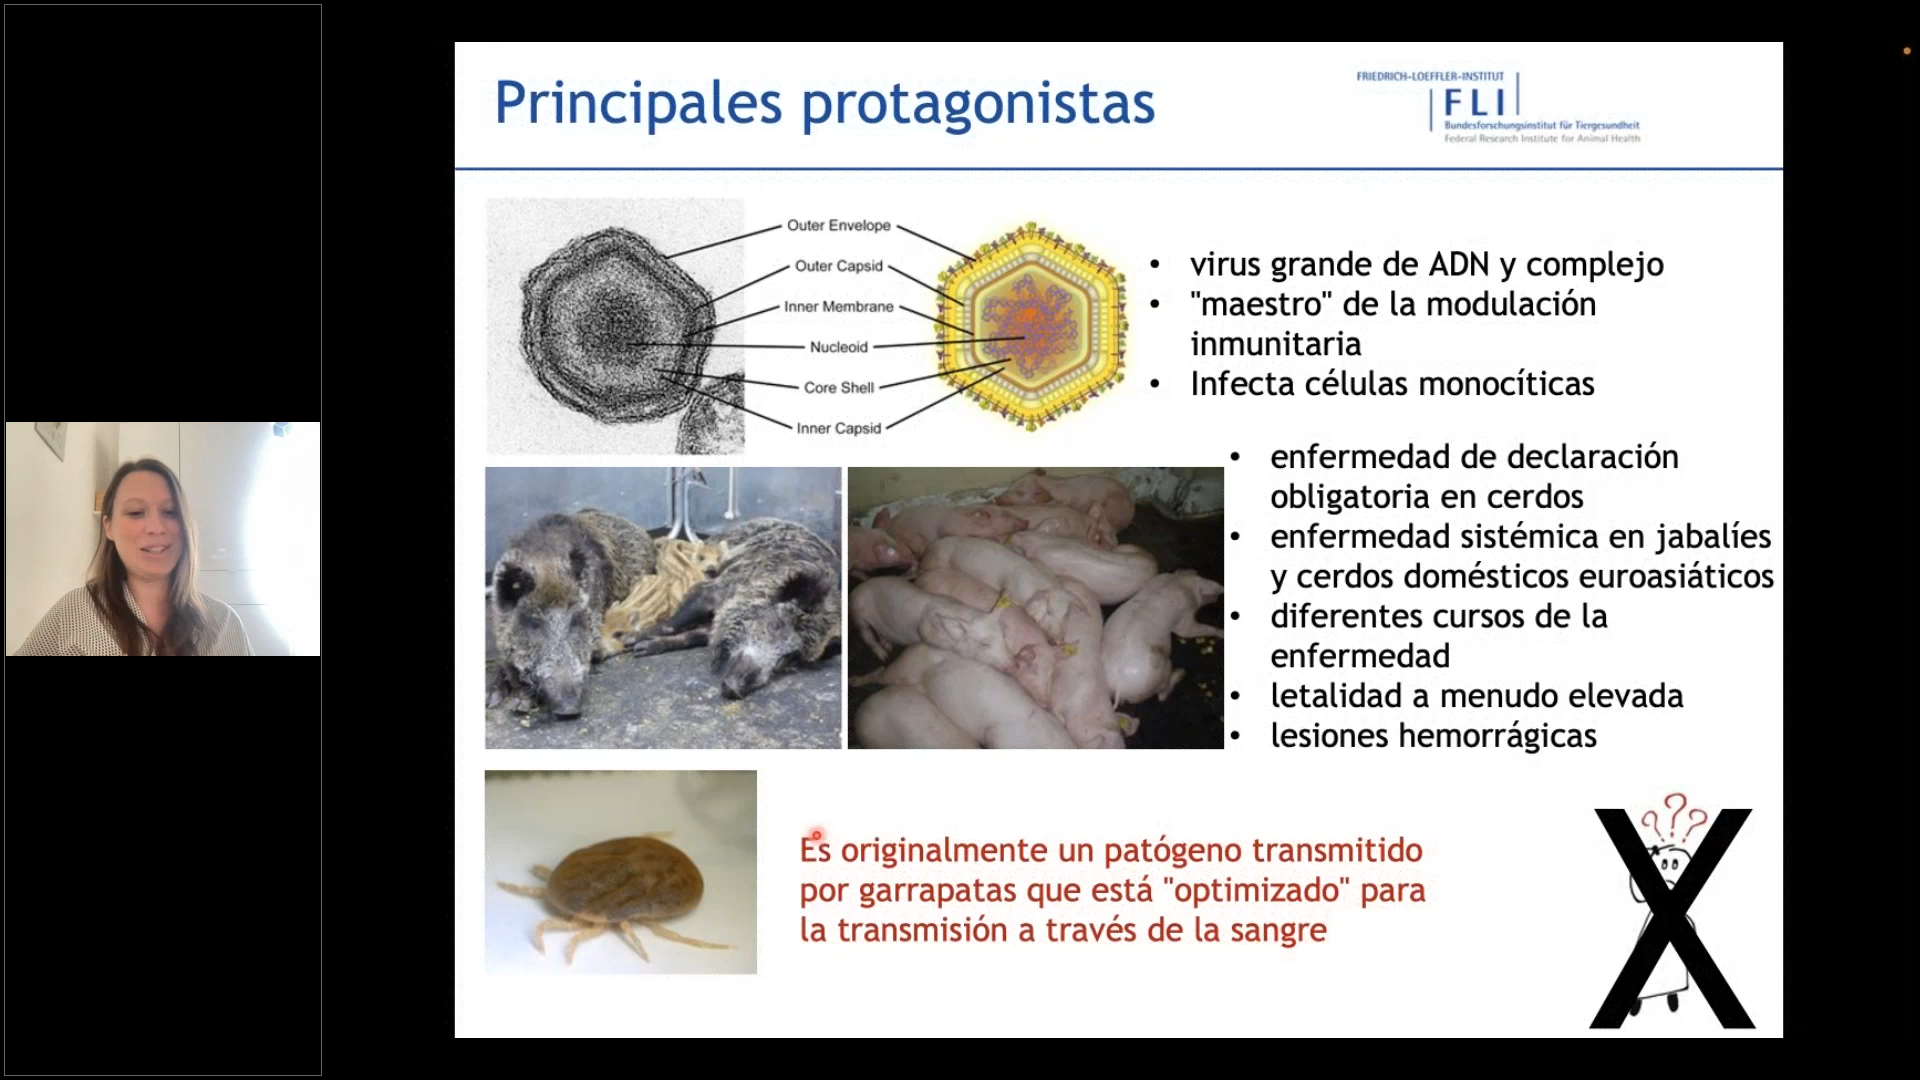 Principales protagonistas
FRIEDRICH-LOEFFLER-INSTITUT
FLI
Bundesforschungsinstitut für Tiergesundheit
Federal Research Institute for Animal Health
Outer Envelope
Outer Capsid
Inner Membrane
Nucleoid
Core Shell
Inner Capsid
• virus grande de ADN y complejo
• "maestro" de la modulación
inmunitaria
• Infecta células monocíticas
• enfermedad de declaración
obligatoria en cerdos
• enfermedad sistémica en jabalíes
y cerdos domésticos euroasiáticos
• diferentes cursos de la
enfermedad
• letalidad a menudo elevada
• lesiones hemorrágicas
Es originalmente un patógeno transmitido
por garrapatas que está "optimizado" para
la transmisión a través de la sangre
???